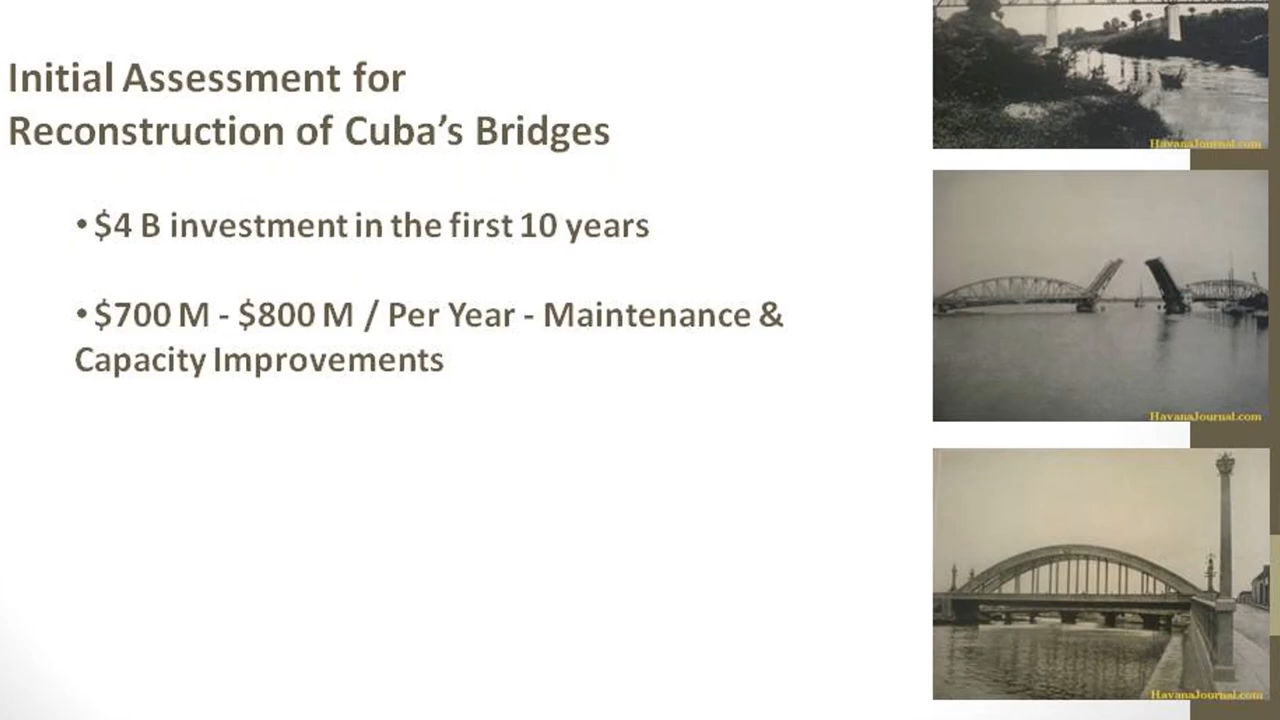 Initial Assessment for
Reconstruction of Cuba's Bridges
•$4 B investment in the first 10 years
•$700 M - $800 M / Per Year - Maintenance &
Capacity Improvements
HavanaJournal.com
HavanaJournal.com
HavanaJournal.com